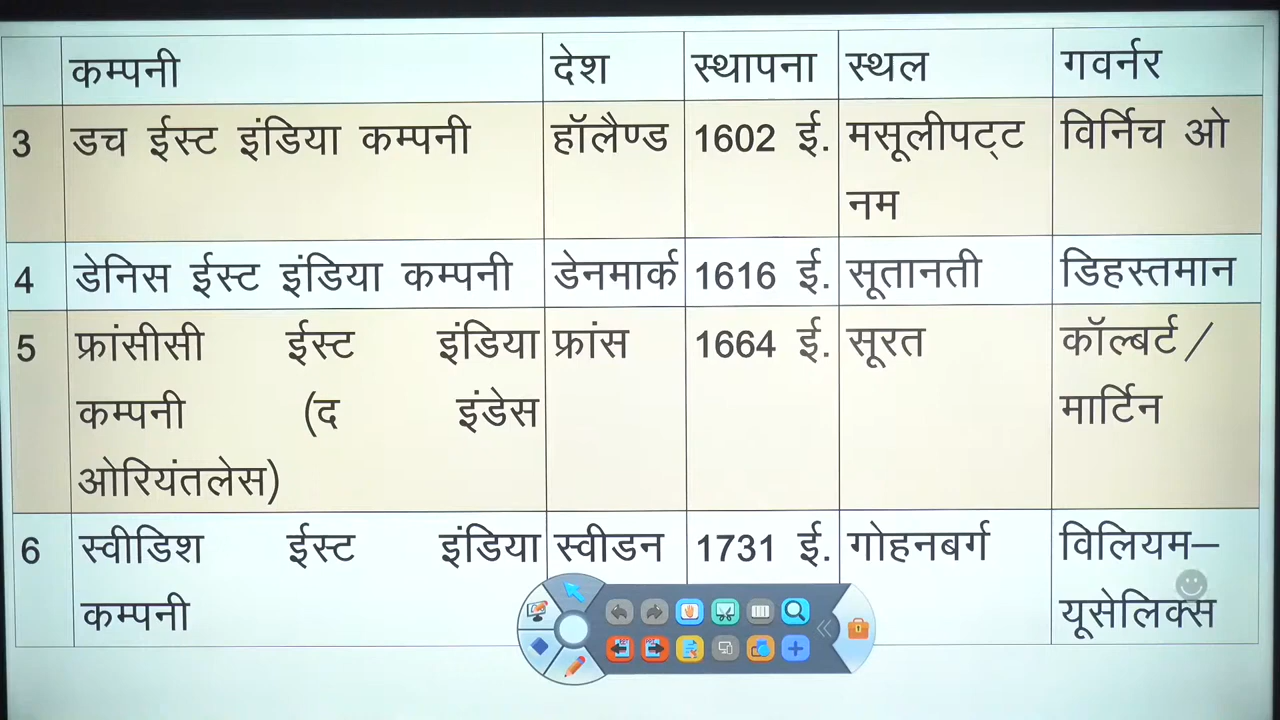 कम्पनी देश स्थापना स्थल गवर्नर
3 डच ईस्ट इंडिया कम्पनी हॉलैण्ड 1602 ई. मसूलीपट्ट विर्निच ओ
नम
4 डेनिस ईस्ट इंडिया कम्पनी डेनमार्क 1616 ई. सूतानती डिहस्तमान
5 फ्रांसीसी ईस्ट इंडिया फ्रांस 1664 ई. सूरत कॉल्बर्ट/
कम्पनी (द इंडेस मार्टिन
ओरियंतलेस)
6 स्वीडिश ईस्ट इंडिया स्वीडन 1731 ई. गोहनबर्ग विलियम–
कम्पनी यूसेलिक्स